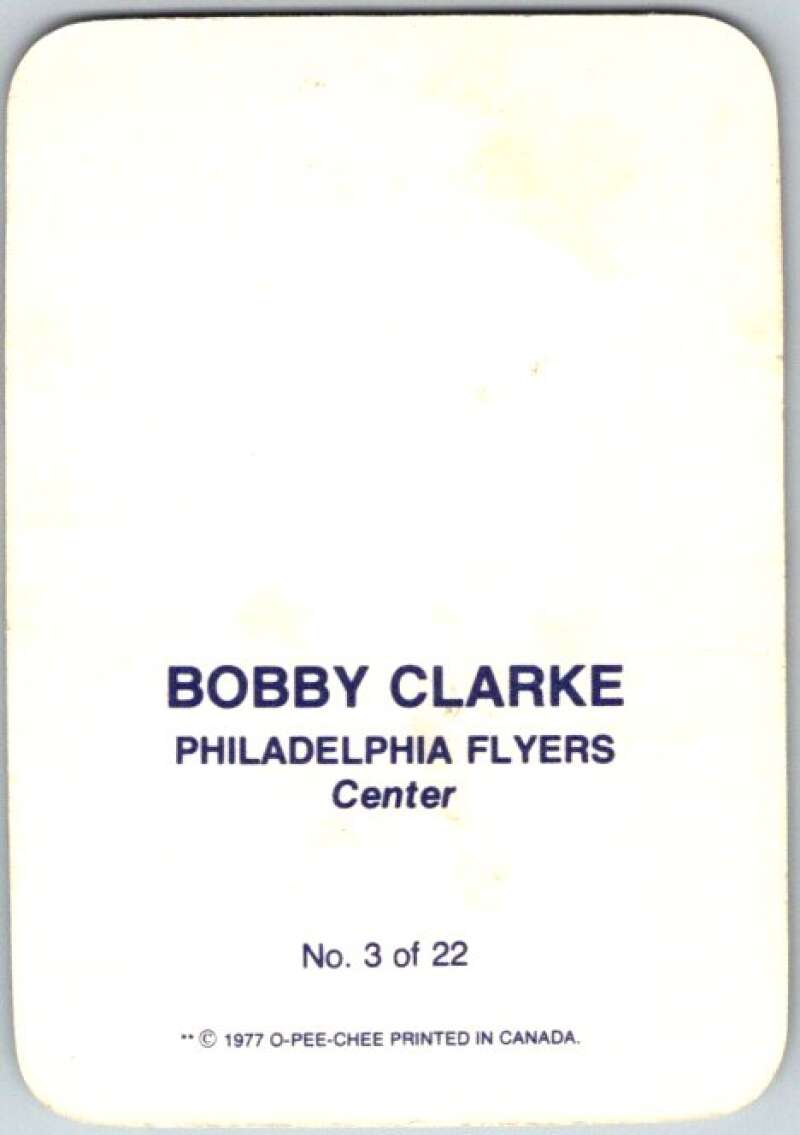 BOBBY CLARKE
PHILADELPHIA FLYERS
Center
No. 3 of 22
** © 1977 O-PEE-CHEE PRINTED IN CANADA.